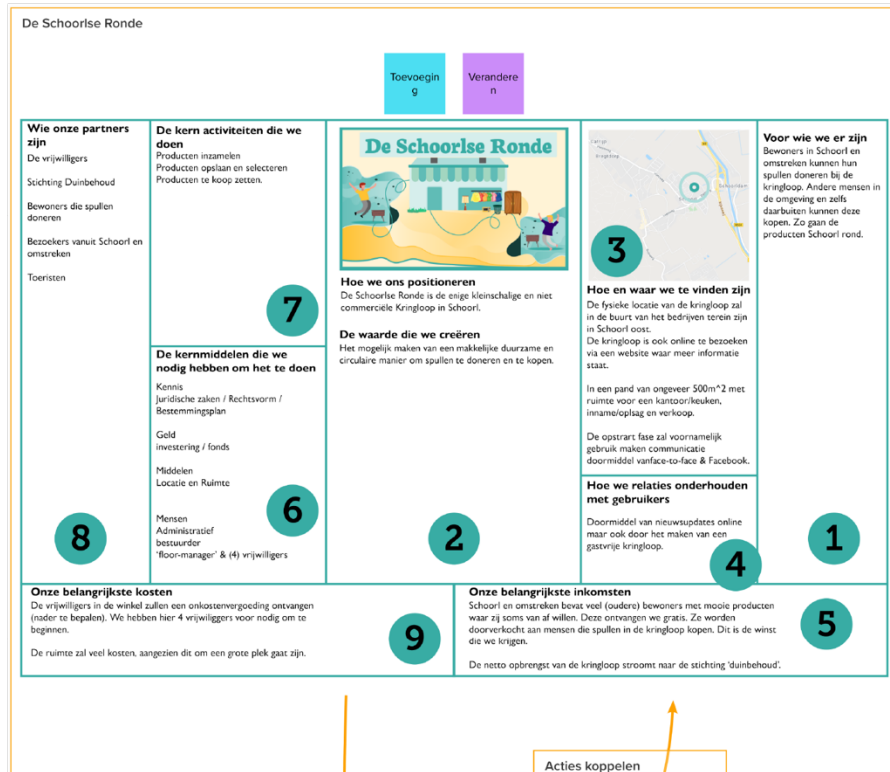 De Schoorlse Ronde
Toevoegin
g
Verandere
n
Wie onze partners
zijn
De vrijwilligers
Stichting Duinbehoud
Bewoners die spullen
doneren
Bezoekers vanuit Schoorl en
omstreken
Toeristen
8
De kern activiteiten die we
doen
Producten inzamelen
Producten opslaan en selecteren
Producten te koop zetten.
7
De kernmiddelen die we
nodig hebben om het te doen
Kennis
Juridische zaken / Rechtsvorm /
Bestemmingsplan
Geld
investering / fonds
Middelen
Locatie en Ruimte
Mensen
Administratief
bestuurder
'floor-manager' & (4) vrijwilligers
6
De Schoorlse Ronde
Hoe we ons positioneren
De Schoorlse Ronde is de enige kleinschalige en niet
commerciële Kringloop in Schoorl.
De waarde die we creëren
Het mogelijk maken van een makkelijke duurzame en
circulaire manier om spullen te doneren en te kopen.
2
3
Hoe en waar we te vinden zijn
De fysieke locatie van de kringloop zal
in de buurt van het bedrijven terein zijn
in Schoorl oost.
De kringloop is ook online te bezoeken
via een website waar meer informatie
staat.
In een pand van ongeveer 500m^2 met
ruimte voor een kantoor/keuken,
inname/oplsag en verkoop.
De opstrart fase zal voornamelijk
gebruik maken communicatie
doormiddel vanface-to-face & Facebook.
Hoe we relaties onderhouden
met gebruikers
Doormiddel van nieuwsupdates online
maar ook door het maken van een
gastvrije kringloop.
4
Voor wie we er zijn
Bewoners in Schoorl en
omstreken kunnen hun
spullen doneren bij de
kringloop. Andere mensen in
de omgeving en zelfs
daarbuiten kunnen deze
kopen. Zo gaan de
producten Schoorl rond.
1
Onze belangrijkste kosten
De vrijwilligers in de winkel zullen een onkostenvergoeding ontvangen
(nader te bepalen). We hebben hier 4 vrijwiliggers voor nodig om te
beginnen.
De ruimte zal veel kosten, aangezien dit om een grote plek gaat zijn.
9
Onze belangrijkste inkomsten
Schoorl en omstreken bevat veel (oudere) bewoners met mooie producten
waar zij soms van af willen. Deze ontvangen we gratis. Ze worden
doorverkocht aan mensen die spullen in de kringloop kopen. Dit is de winst
die we krijgen.
De netto opbrengst van de kringloop stroomt naar de stichting 'duinbehoud'.
5
Acties koppelen